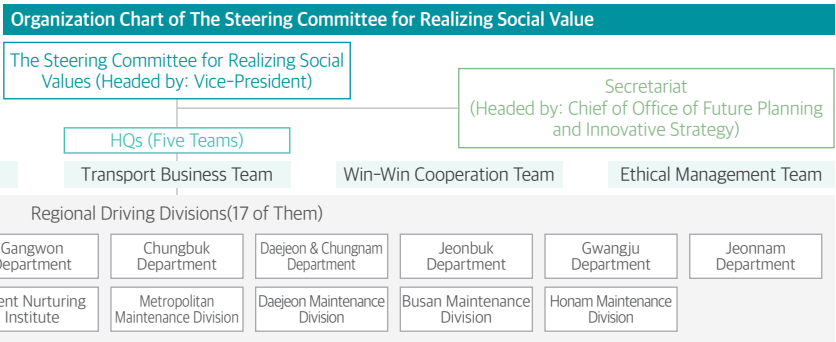 Organization Chart of The Steering Committee for Realizing Social Value
The Steering Committee for Realizing Social
Values (Headed by: Vice-President)
Secretariat
(Headed by: Chief of Office of Future Planning
and Innovative Strategy)
HQs (Five Teams)
Transport Business Team
Win-Win Cooperation Team
Ethical Management Team
Regional Driving Divisions(17 of Them)
Gangwon
Department
Chungbuk
Department
Daejeon & Chungnam
Department
Jeonbuk
Department
Gwangju
Department
Jeonnam
Department
Nurturing
Institute
Metropolitan
Maintenance Division
Daejeon Maintenance
Division
Busan Maintenance
Division
Honam Maintenance
Division